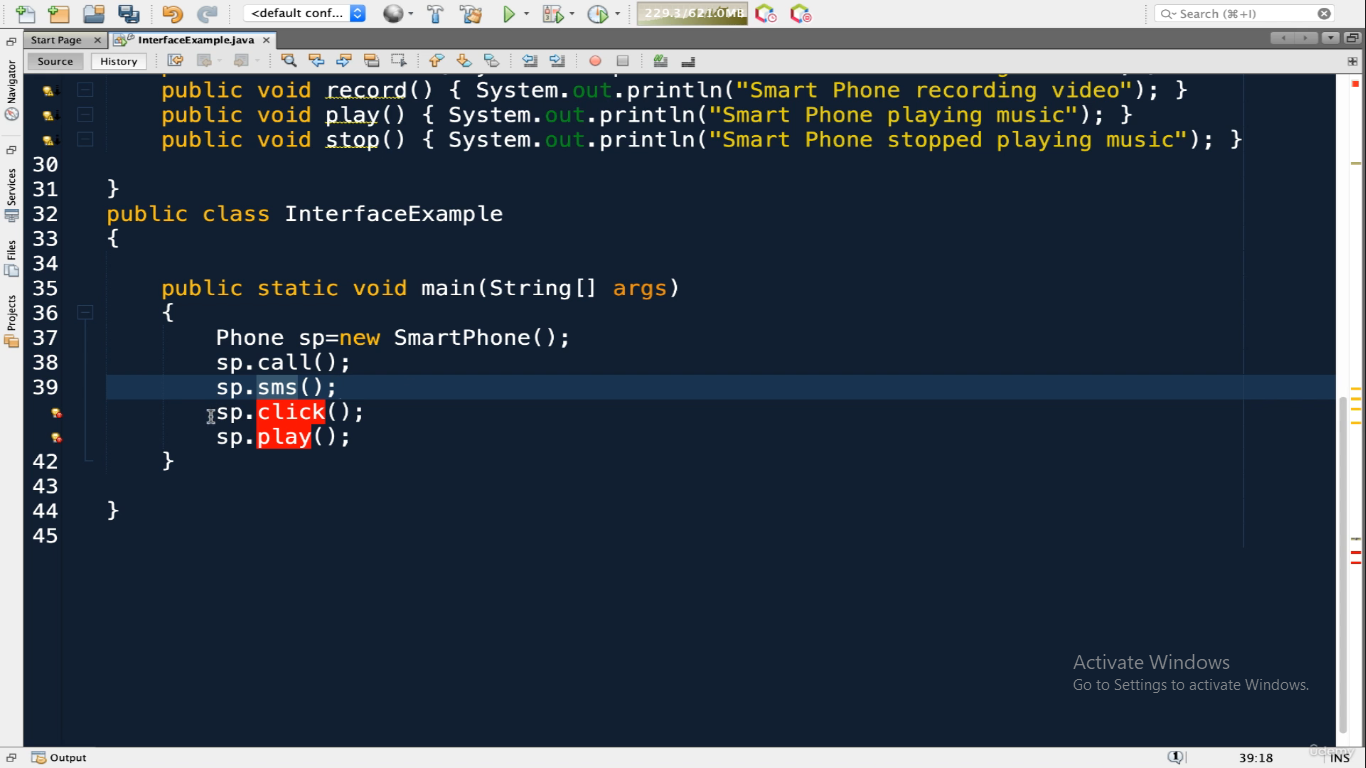 <default conf...
229.3/621.0MB
Search (⌘+I)
Start Page
InterfaceExample.java
Source
History
Navigator
Services
Files
Projects
public void record() { System.out.println("Smart Phone recording video"); }
public void play() { System.out.println("Smart Phone playing music"); }
public void stop() { System.out.println("Smart Phone stopped playing music"); }
30
31 }
32 public class InterfaceExample
33 {
34
35 public static void main(String[] args)
36 {
37 Phone sp=new SmartPhone();
38 sp.call();
39 sp.sms();
sp.click();
sp.play();
42 }
43
44 }
45
Activate Windows
Go to Settings to activate Windows.
Udemy
Output
1
39:18
INS